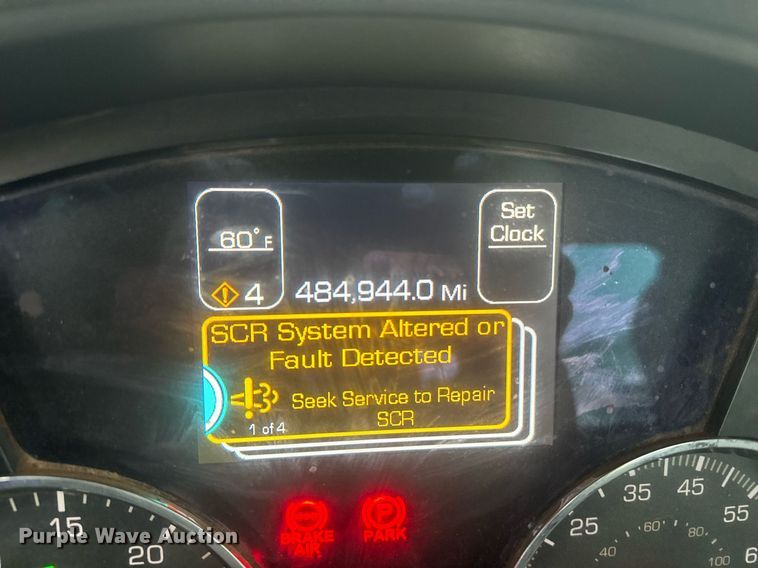 60°F
4
484,944.0 Mi
Set
Clock
SCR System Altered or
Fault Detected
Seek Service to Repair
SCR
1 of 4
BRAKE
AIR
P
PARK
15
20
25
35
45
55
6
40
60
80
100
Purple Wave Auction